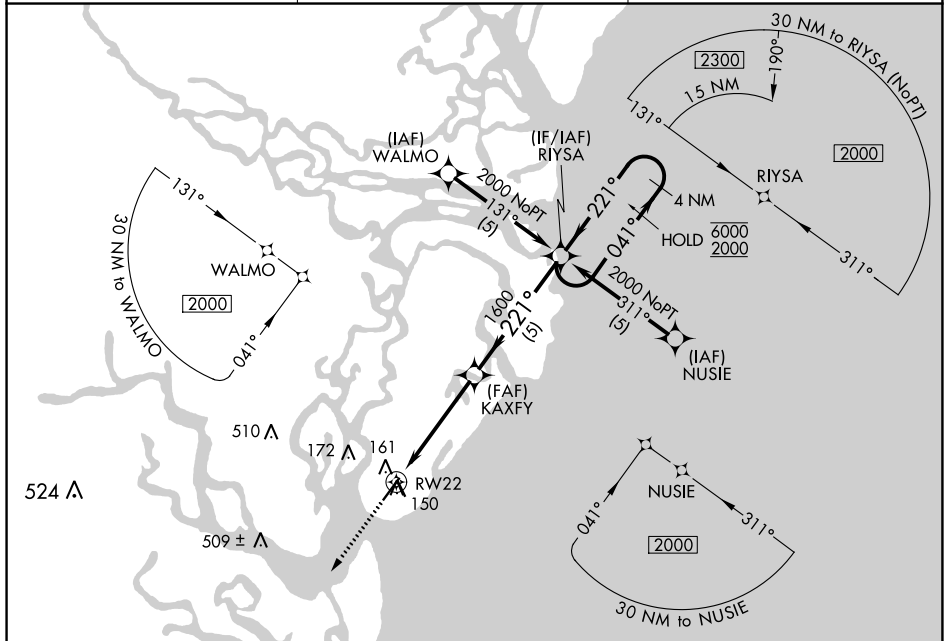 30 NM to RIYSA (NoPT)
2300
190°
15 NM
131°
2000
RIYSA
311°
(IAF)
WALMO
2000 NoPT
131°
(5)
(IF/IAF)
RIYSA
221°
041°
4 NM
HOLD 6000
2000
2000 NoPT
311°
(5)
(IAF)
NUSIE
131°
WALMO
2000
30 NM to WALMO
041°
1600
221°
(5)
(FAF)
KAXFY
510
172
161
524
RW22
150
509 ±
NUSIE
041°
311°
2000
30 NM to NUSIE